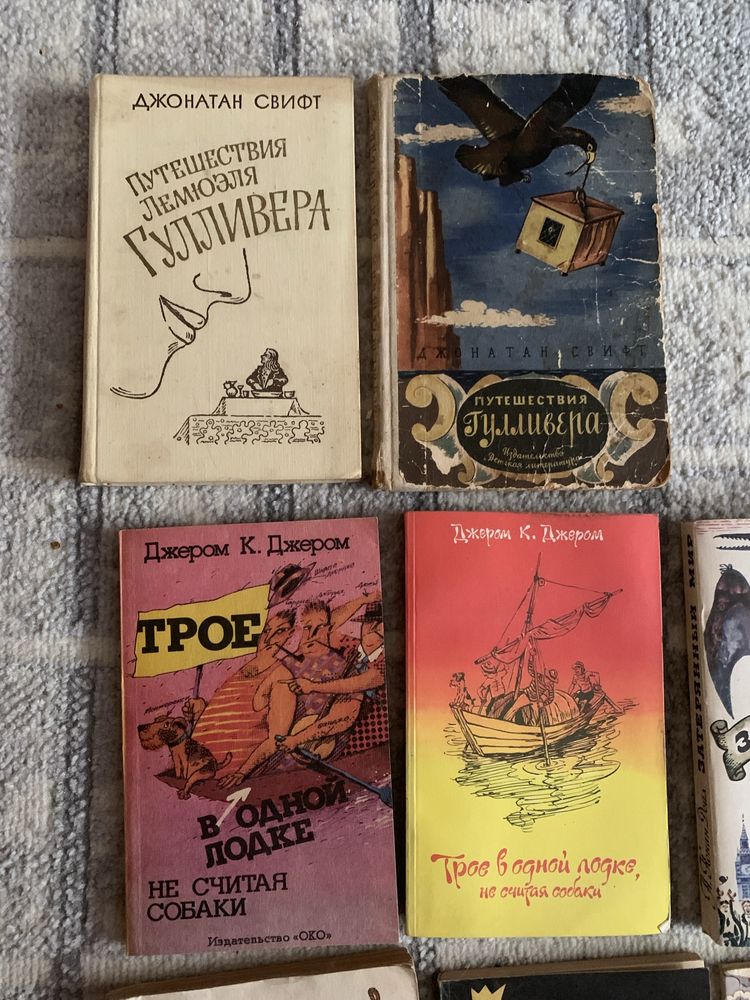 ДЖОНАТАН СВИФТ
ПУТЕШЕСТВИЯ
ЛЕМЮЭЛЯ
ГУЛЛИВЕРА
ДЖОНАТАН СВИФТ
ПУТЕШЕСТВИЯ
Гулливера
Издательство
«Детская литература»
Джером К. Джером
ТРОЕ
В ОДНОЙ
ЛОДКЕ
НЕ СЧИТАЯ
СОБАКИ
Издательство «ОКО»
Джером К. Джером
Трое в одной лодке,
не считая собаки
ЗАТЕРЯННЫЙ МИР